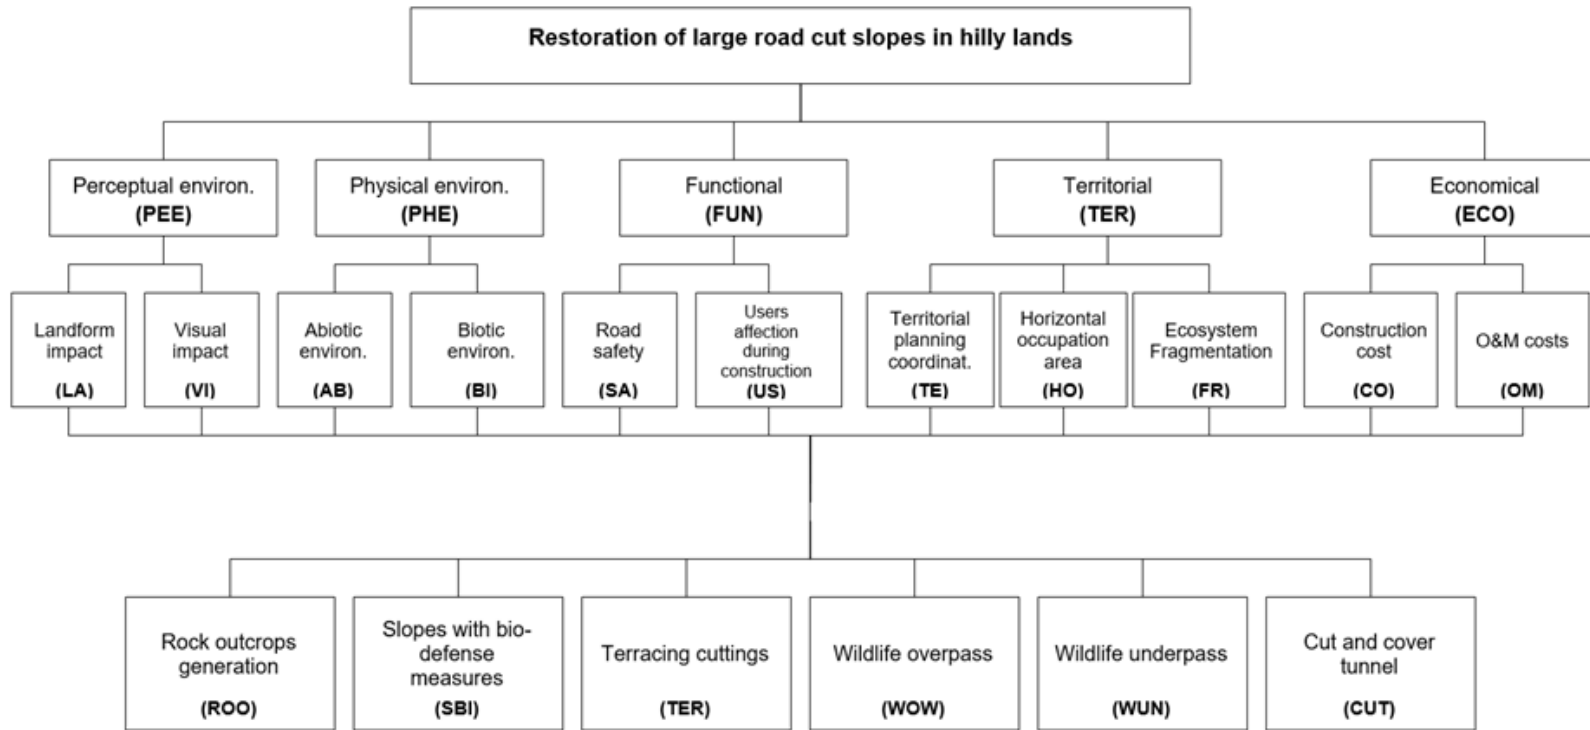 Restoration of large road cut slopes in hilly lands
Perceptual environ.
(PEE)
Physical environ.
(PHE)
Functional
(FUN)
Territorial
(TER)
Economical
(ECO)
Landform
impact
(LA)
Visual
impact
(VI)
Abiotic
environ.
(AB)
Biotic
environ.
(BI)
Road
safety
(SA)
Users
affection
during
construction
(US)
Territorial
planning
coordinat.
(TE)
Horizontal
occupation
area
(HO)
Ecosystem
Fragmentation
(FR)
Construction
cost
(CO)
O&M costs
(OM)
Rock outcrops
generation
(ROO)
Slopes with bio-
defense
measures
(SBI)
Terracing cuttings
(TER)
Wildlife overpass
(WOW)
Wildlife underpass
(WUN)
Cut and cover
tunnel
(CUT)